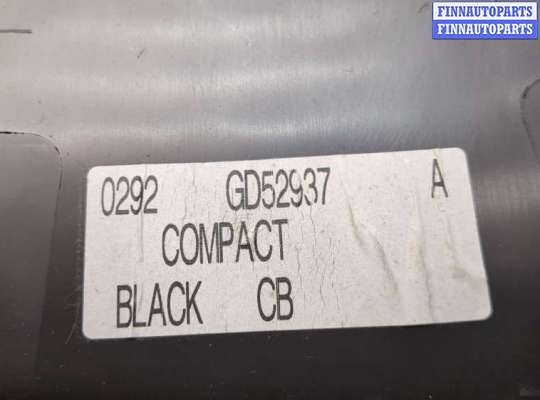 FINNAUTOPARTS
FINNAUTOPARTS
0292 GD52937 A
COMPACT
BLACK CB